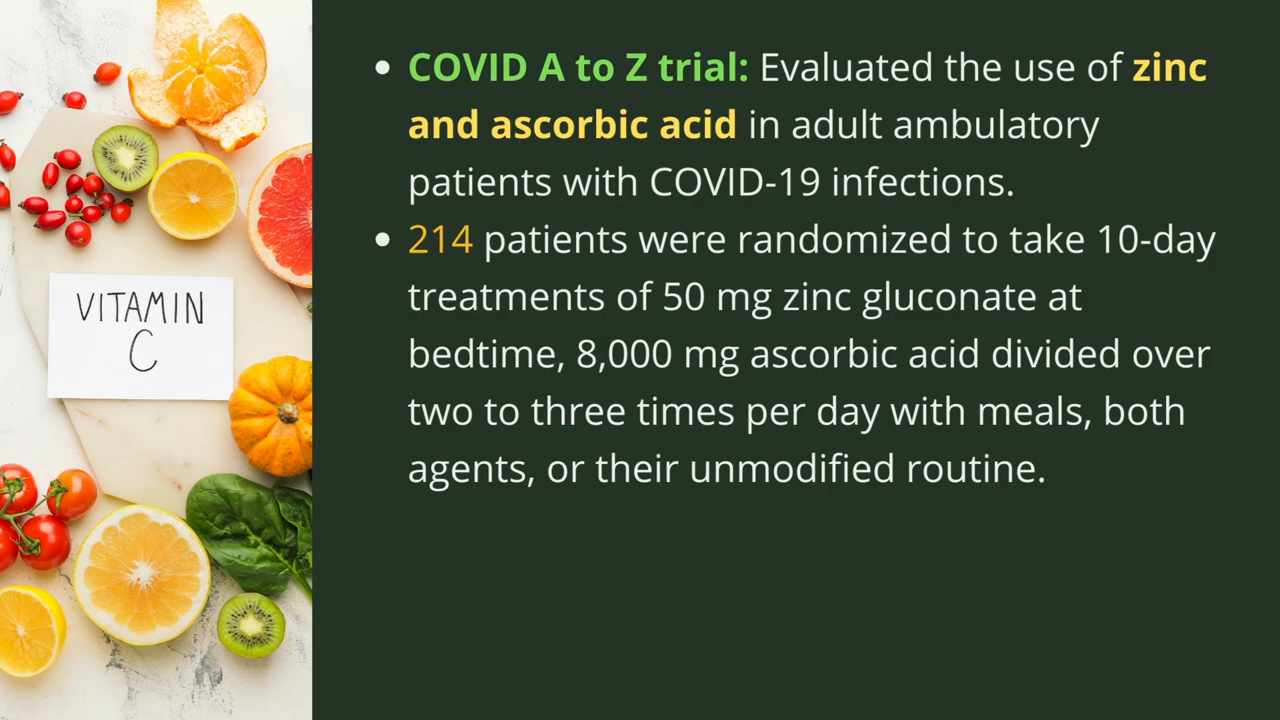 VITAMIN
C
• COVID A to Z trial: Evaluated the use of zinc
and ascorbic acid in adult ambulatory
patients with COVID-19 infections.
• 214 patients were randomized to take 10-day
treatments of 50 mg zinc gluconate at
bedtime, 8,000 mg ascorbic acid divided over
two to three times per day with meals, both
agents, or their unmodified routine.